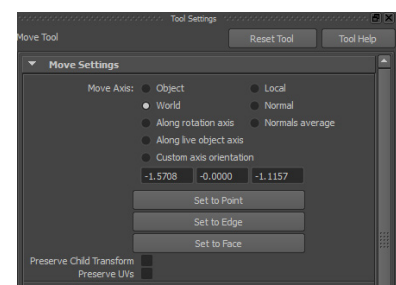 Tool Settings
Move Tool Reset Tool Tool Help
Move Settings
Move Axis: Object Local
World Normal
Along rotation axis Normals average
Along live object axis
Custom axis orientation
-1.5708 -0.0000 -1.1157
Set to Point
Set to Edge
Set to Face
Preserve Child Transform
Preserve UVs